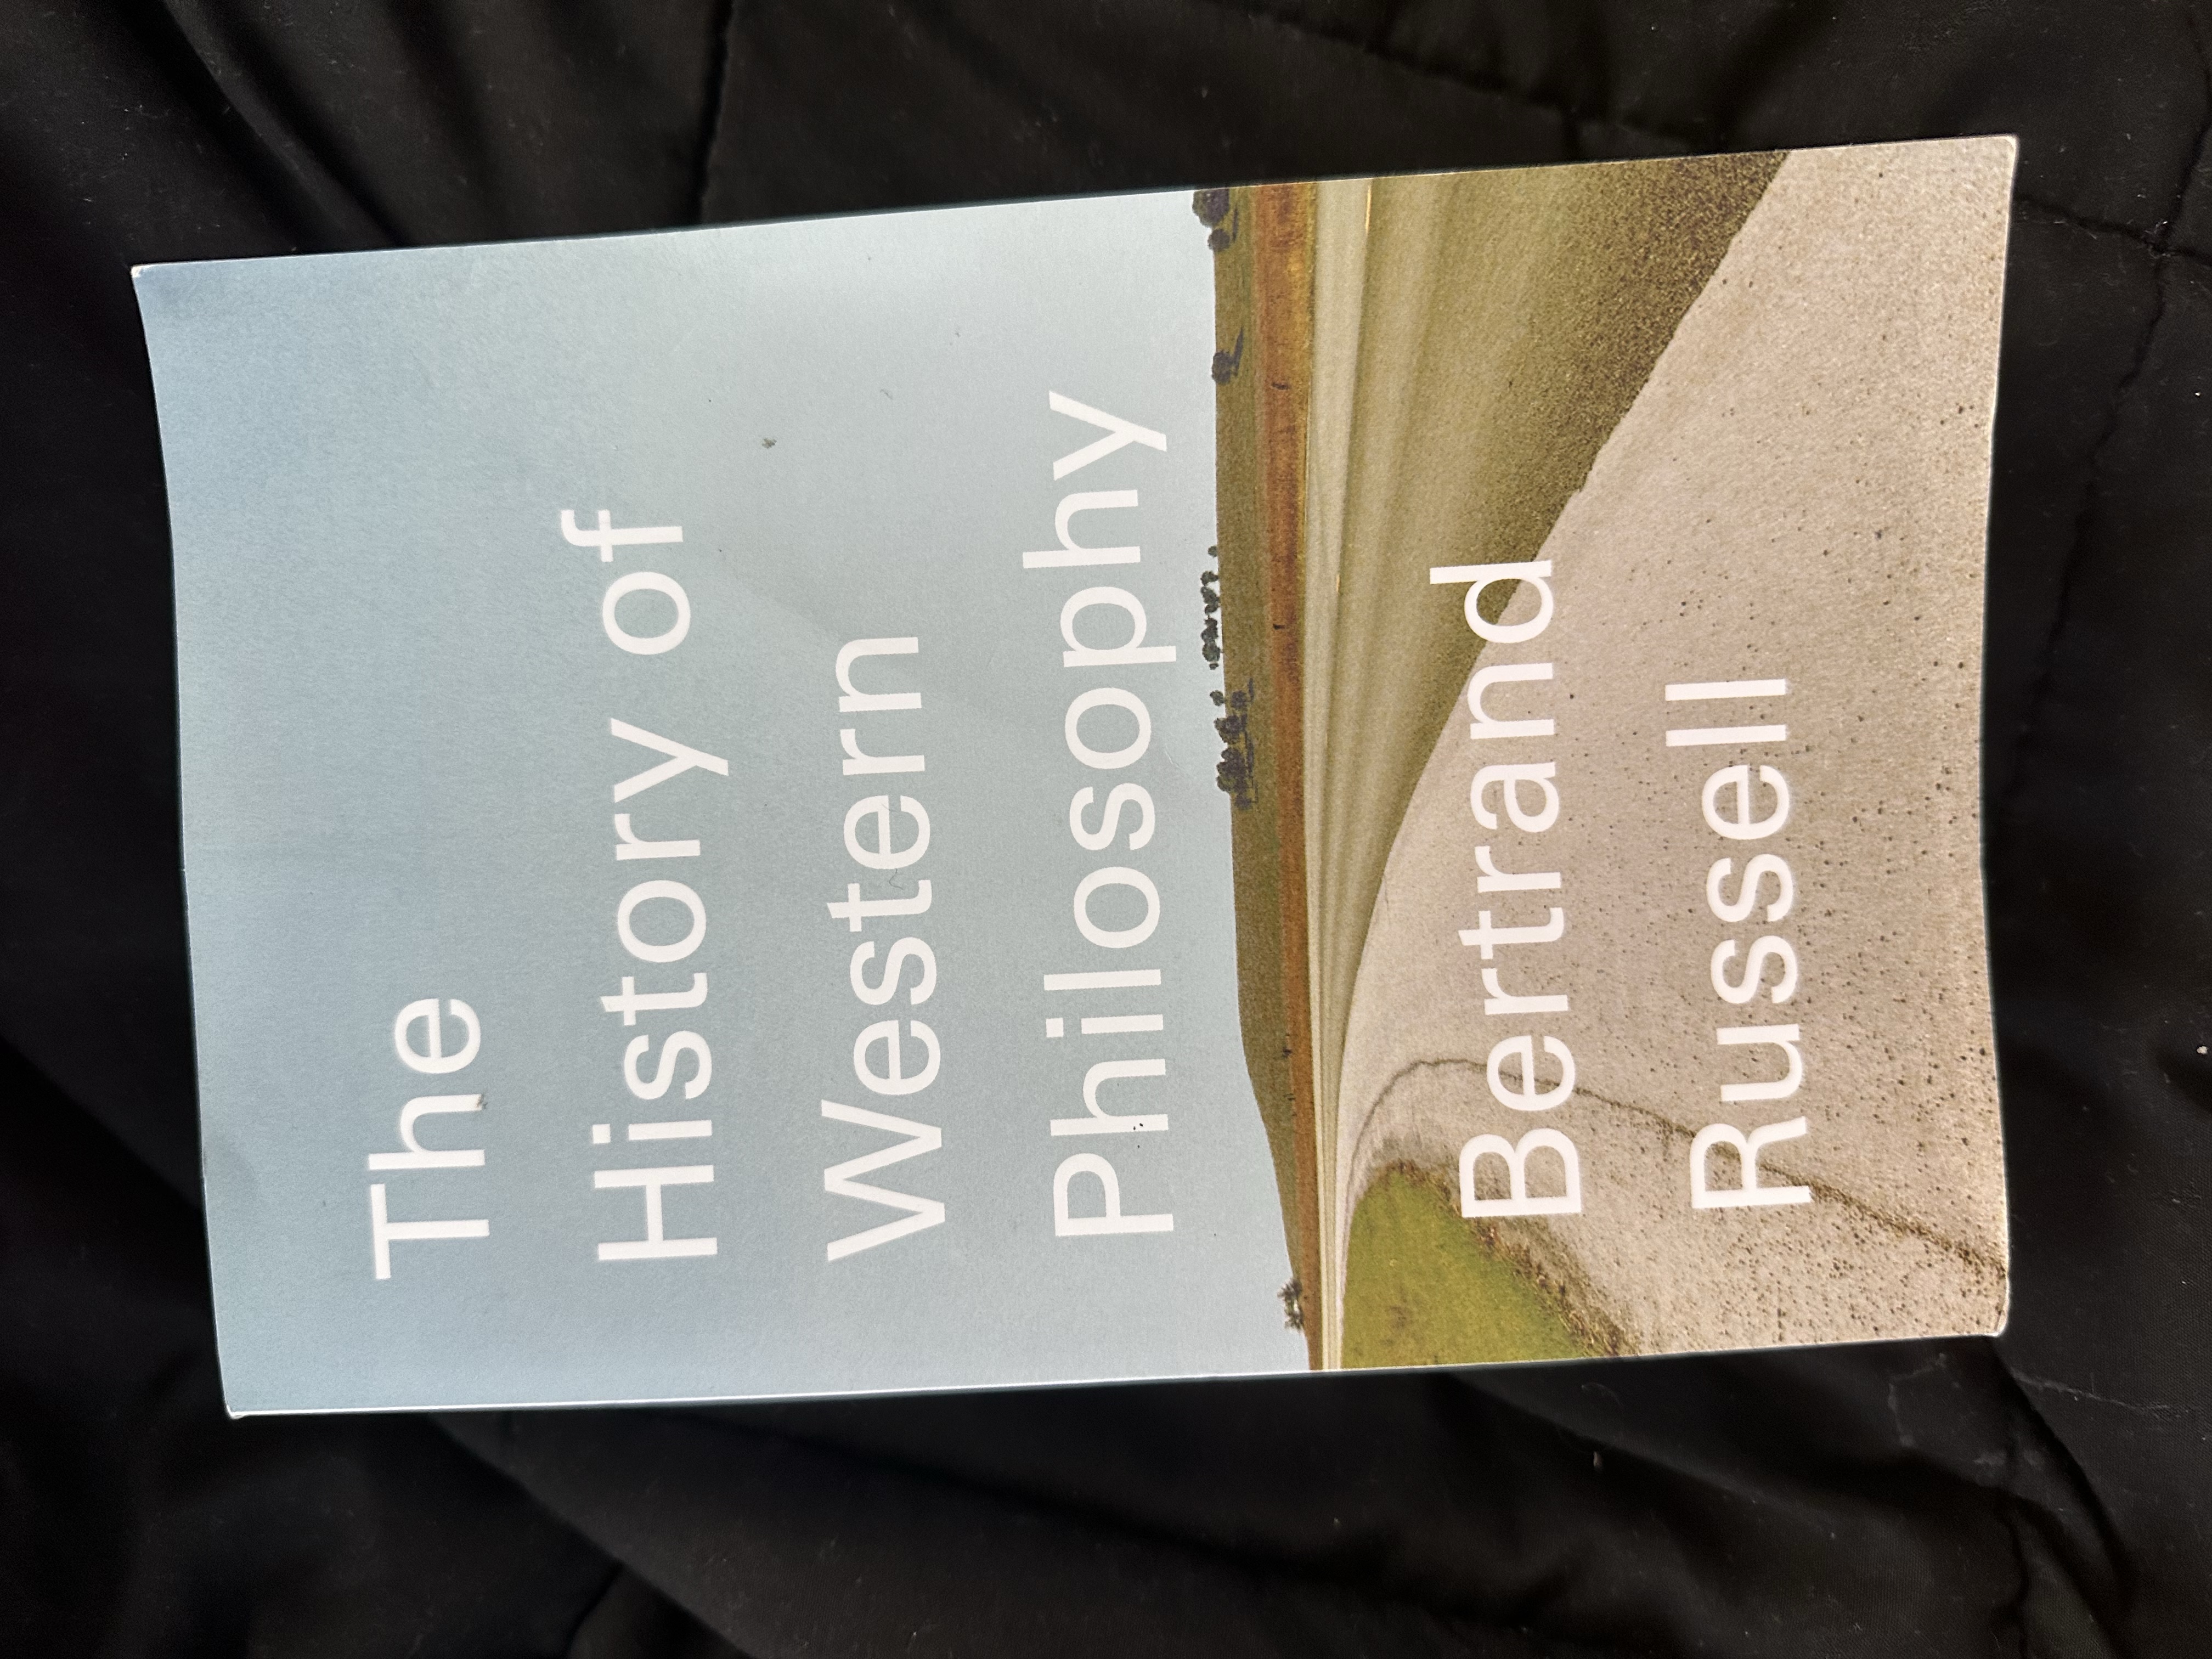 The
History of
Western
Philosophy
Bertrand
Russell